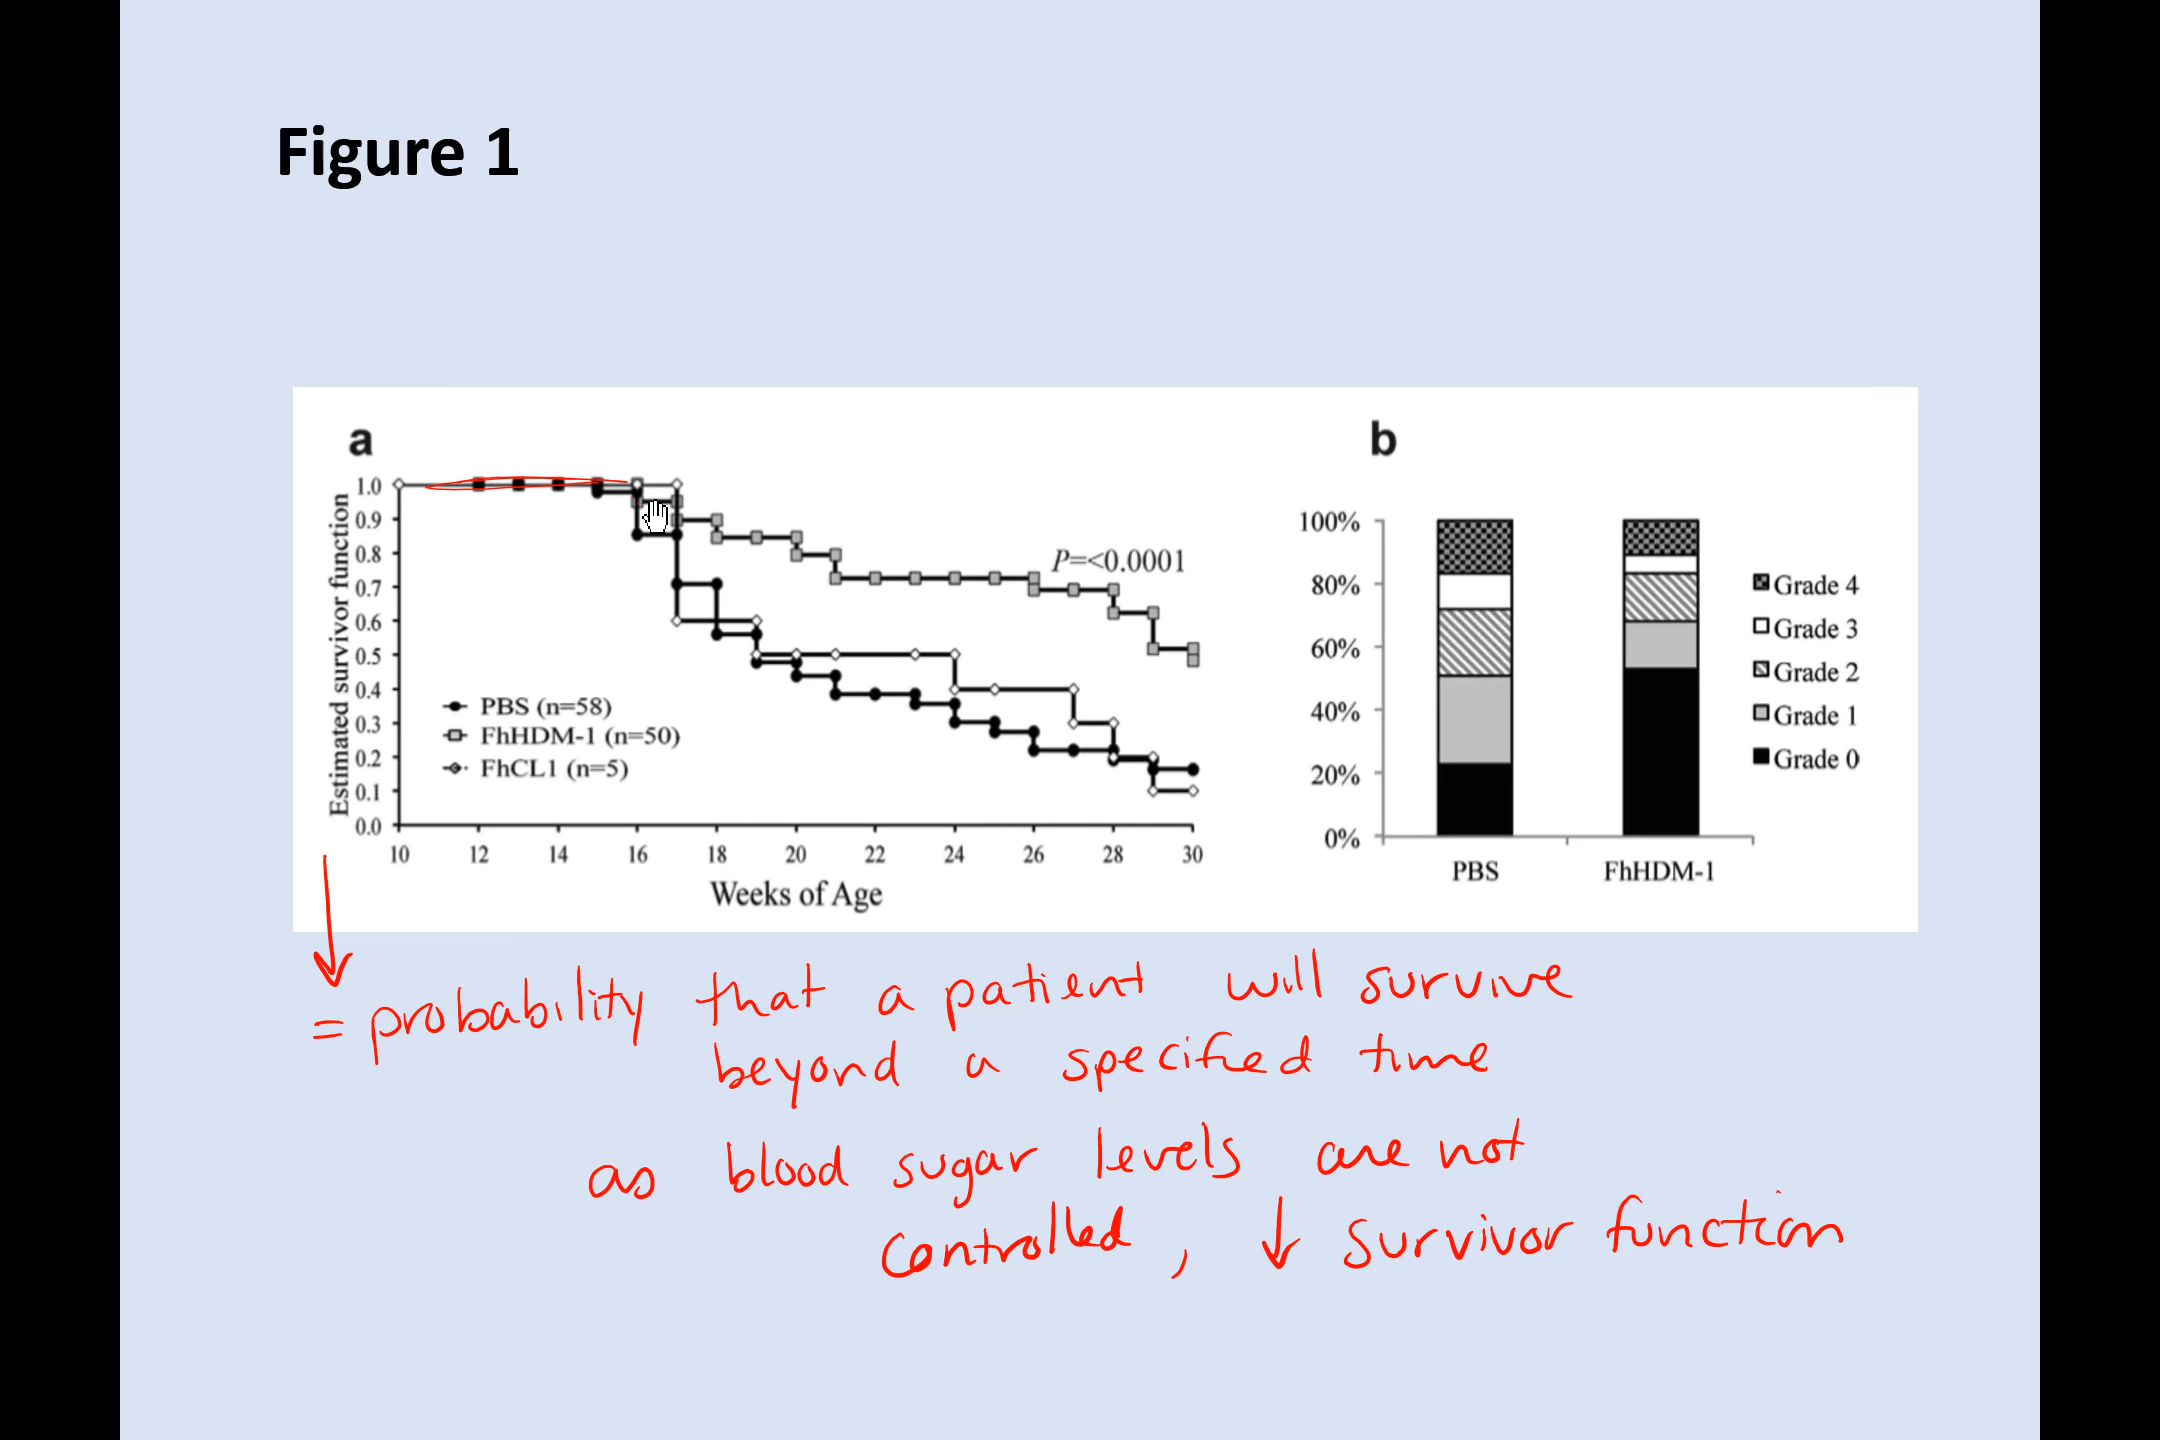 Figure 1
a
Estimated survivor function
1.0
0.9
0.8
0.7
0.6
0.5
0.4
0.3
0.2
0.1
0.0
P=<0.0001
PBS (n=58)
FhHDM-1 (n=50)
FhCL1 (n=5)
10 12 14 16 18 20 22 24 26 28 30
Weeks of Age
b
100%
80%
60%
40%
20%
0%
Grade 4
Grade 3
Grade 2
Grade 1
Grade 0
PBS FhHDM-1
= probability that a patient will survive
beyond a specified time
as blood sugar levels are not
controlled, ↓ survivor function